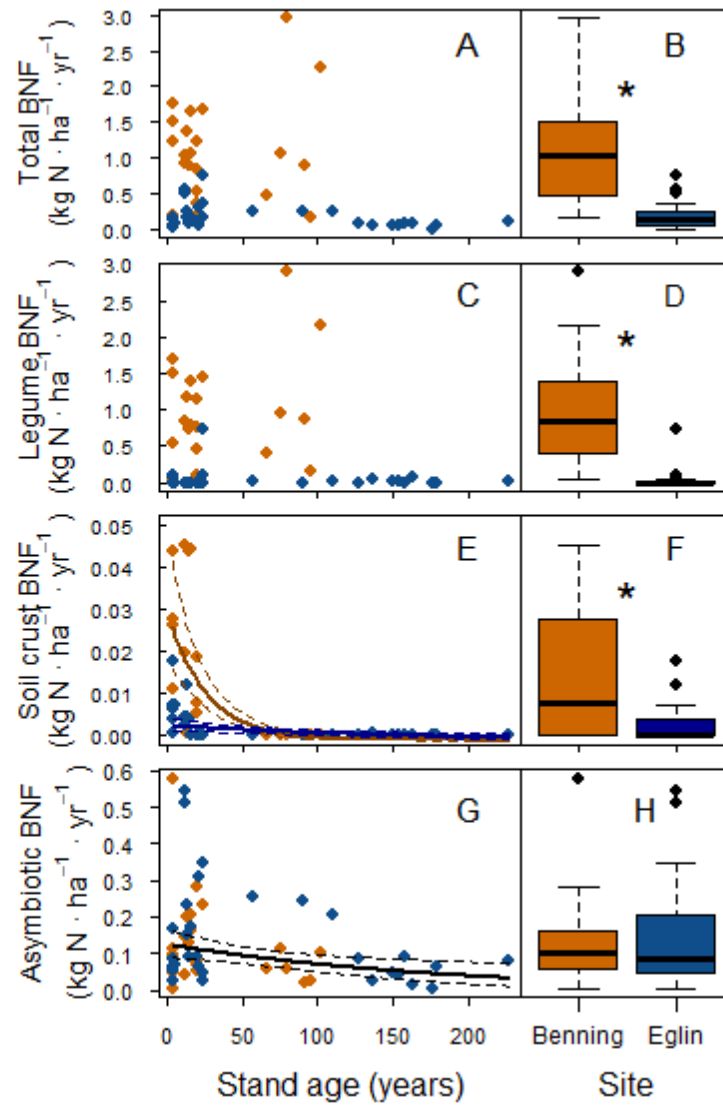 Total BNF
(kg N · ha⁻¹ · yr⁻¹)
3.0
2.5
2.0
1.5
1.0
0.5
0.0
A
B
*
Legume BNF
(kg N · ha⁻¹ · yr⁻¹)
3.0
2.5
2.0
1.5
1.0
0.5
0.0
C
D
*
Soil crust BNF
(kg N · ha⁻¹ · yr⁻¹)
0.05
0.04
0.03
0.02
0.01
0.00
E
F
*
Asymbiotic BNF
(kg N · ha⁻¹ · yr⁻¹)
0.6
0.5
0.4
0.3
0.2
0.1
0.0
G
H
0 50 100 150 200
Benning Eglin
Stand age (years)
Site